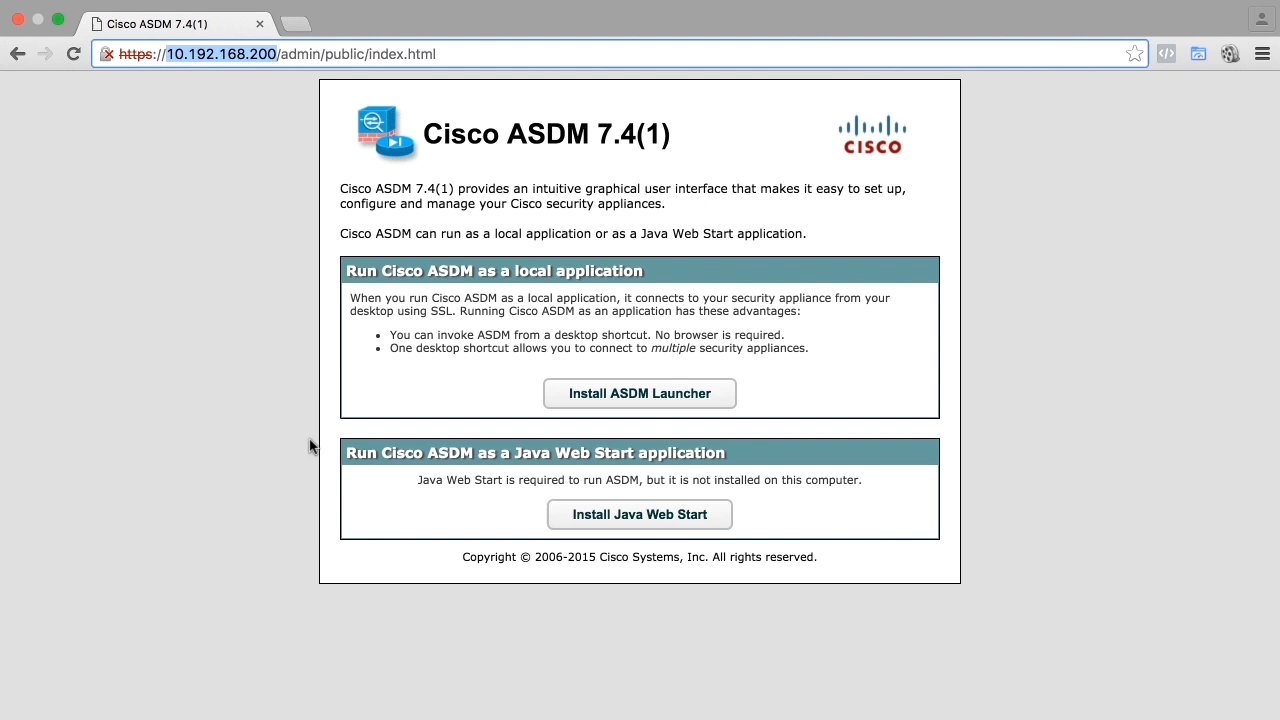 Cisco ASDM 7.4(1)
https://10.192.168.200/admin/public/index.html
Cisco ASDM 7.4(1)
CISCO
Cisco ASDM 7.4(1) provides an intuitive graphical user interface that makes it easy to set up,
configure and manage your Cisco security appliances.
Cisco ASDM can run as a local application or as a Java Web Start application.
Run Cisco ASDM as a local application
When you run Cisco ASDM as a local application, it connects to your security appliance from your
desktop using SSL. Running Cisco ASDM as an application has these advantages:
• You can invoke ASDM from a desktop shortcut. No browser is required.
• One desktop shortcut allows you to connect to multiple security appliances.
Install ASDM Launcher
Run Cisco ASDM as a Java Web Start application
Java Web Start is required to run ASDM, but it is not installed on this computer.
Install Java Web Start
Copyright © 2006-2015 Cisco Systems, Inc. All rights reserved.